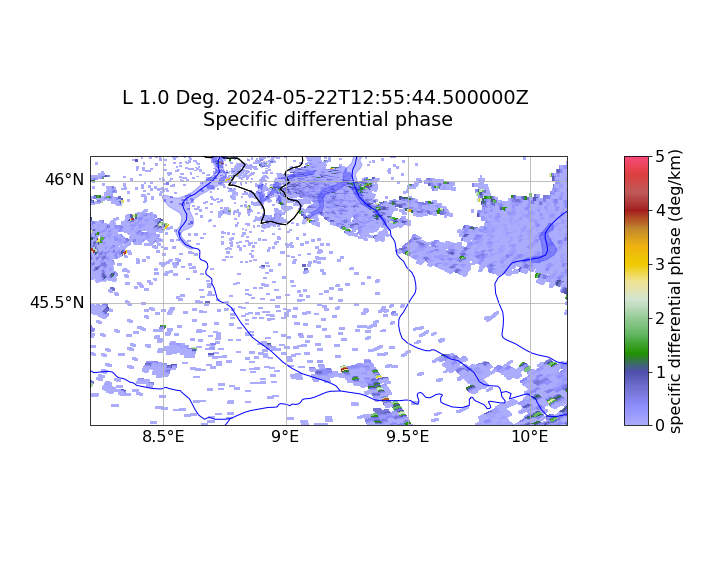 L 1.0 Deg. 2024-05-22T12:55:44.500000Z
Specific differential phase
46°N
45.5°N
8.5°E
9°E
9.5°E
10°E
5
4
3
2
1
0
specific differential phase (deg/km)